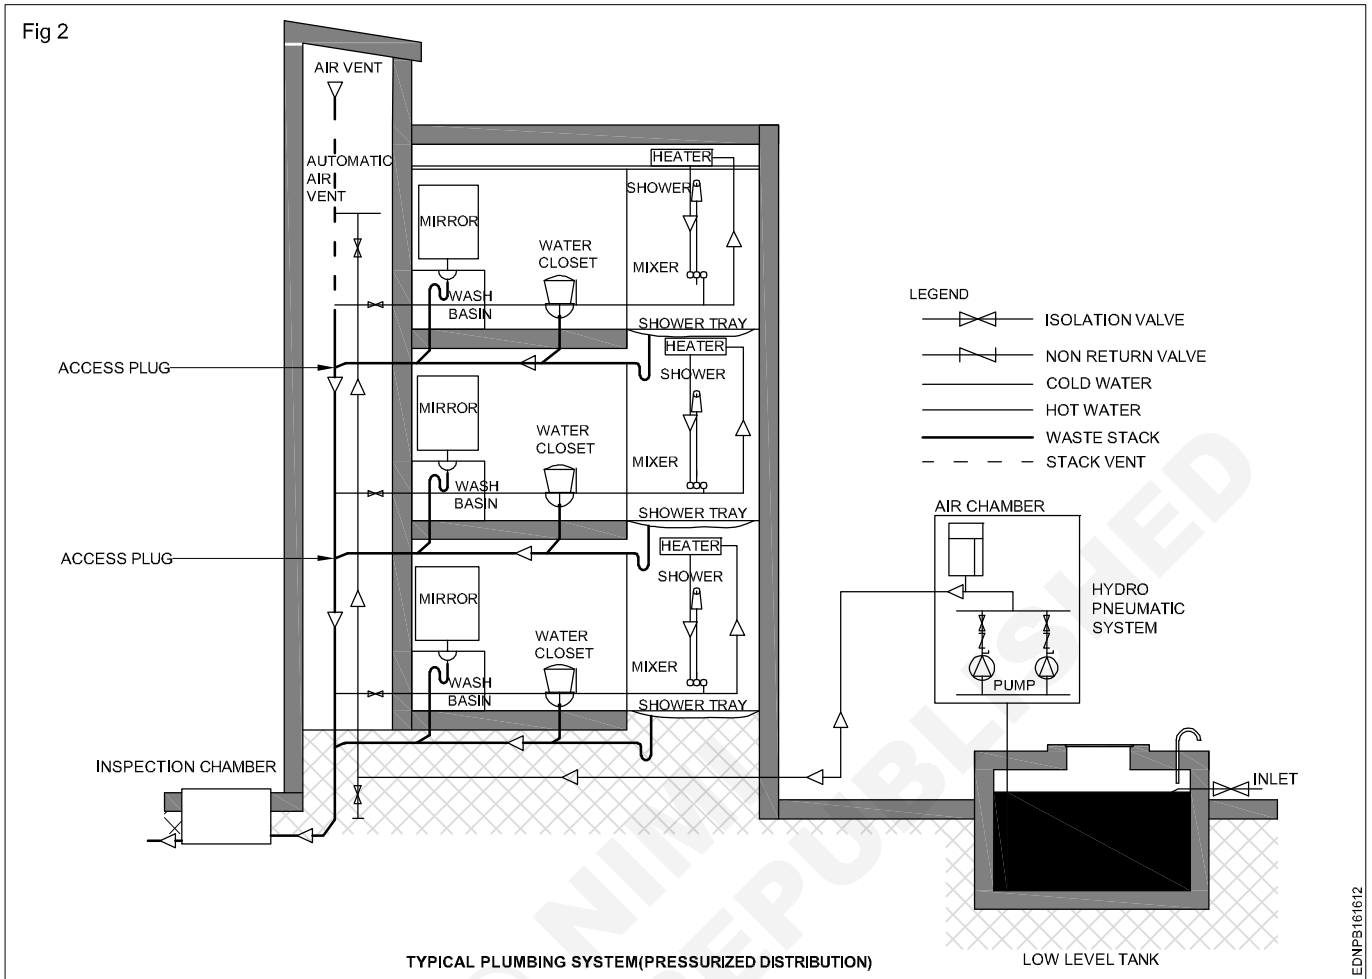 Fig 2
AIR VENT
AUTOMATIC
AIR
VENT
HEATER
SHOWER
MIRROR
WATER
CLOSET
MIXER
WASH
BASIN
SHOWER TRAY
ACCESS PLUG
HEATER
SHOWER
MIRROR
WATER
CLOSET
MIXER
WASH
BASIN
SHOWER TRAY
ACCESS PLUG
HEATER
SHOWER
MIRROR
WATER
CLOSET
MIXER
WASH
BASIN
SHOWER TRAY
INSPECTION CHAMBER
LEGEND
ISOLATION VALVE
NON RETURN VALVE
COLD WATER
HOT WATER
WASTE STACK
STACK VENT
AIR CHAMBER
HYDRO
PNEUMATIC
SYSTEM
PUMP
INLET
LOW LEVEL TANK
TYPICAL PLUMBING SYSTEM(PRESSURIZED DISTRIBUTION)
EDNPB161612
NIMI
REPUBLISHED